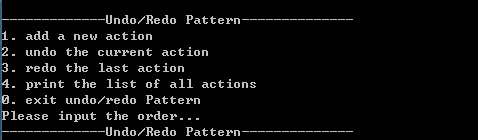 -------------Undo/Redo Pattern--------------
1. add a new action
2. undo the current action
3. redo the last action
4. print the list of all actions
0. exit undo/redo Pattern
Please input the order...
-------------Undo/Redo Pattern--------------